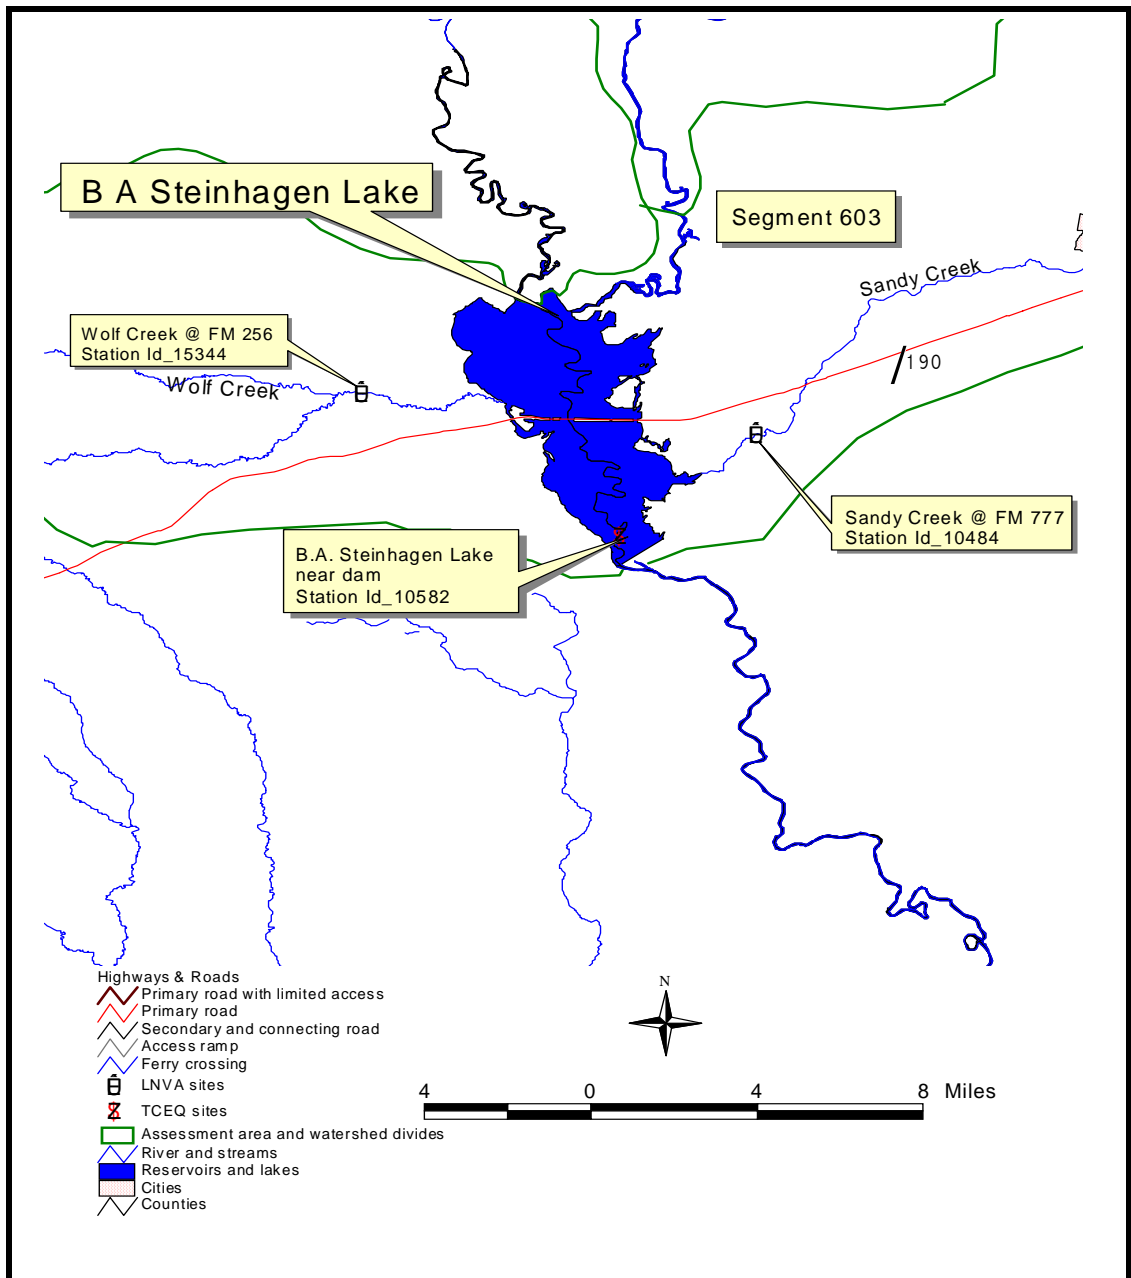 B A Steinhagen Lake
Segment 603
Sandy Creek
Wolf Creek @ FM 256
Station Id_15344
Wolf Creek
190
Sandy Creek @ FM 777
Station Id_10484
B.A. Steinhagen Lake
near dam
Station Id_10582
Highways & Roads
Primary road with limited access
Primary road
Secondary and connecting road
Access ramp
Ferry crossing
LNVA sites
TCEQ sites
Assessment area and watershed divides
River and streams
Reservoirs and lakes
Cities
Counties
N
4 0 4 8 Miles